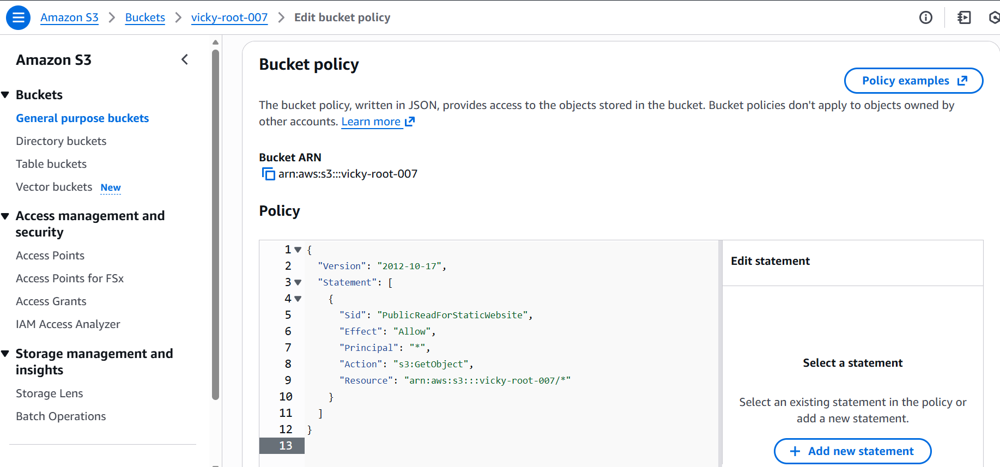 Amazon S3 > Buckets > vicky-root-007 > Edit bucket policy
Amazon S3
Buckets
General purpose buckets
Directory buckets
Table buckets
Vector buckets New
Access management and
security
Access Points
Access Points for FSx
Access Grants
IAM Access Analyzer
Storage management and
insights
Storage Lens
Batch Operations
Bucket policy
Policy examples
The bucket policy, written in JSON, provides access to the objects stored in the bucket. Bucket policies don't apply to objects owned by
other accounts. Learn more
Bucket ARN
arn:aws:s3:::vicky-root-007
Policy
1 {
2 "Version": "2012-10-17",
3 "Statement": [
4 {
5 "Sid": "PublicReadForStaticWebsite",
6 "Effect": "Allow",
7 "Principal": "*",
8 "Action": "s3:GetObject",
9 "Resource": "arn:aws:s3:::vicky-root-007/*"
10 }
11 ]
12 }
13
Edit statement
Select a statement
Select an existing statement in the policy or
add a new statement.
+ Add new statement